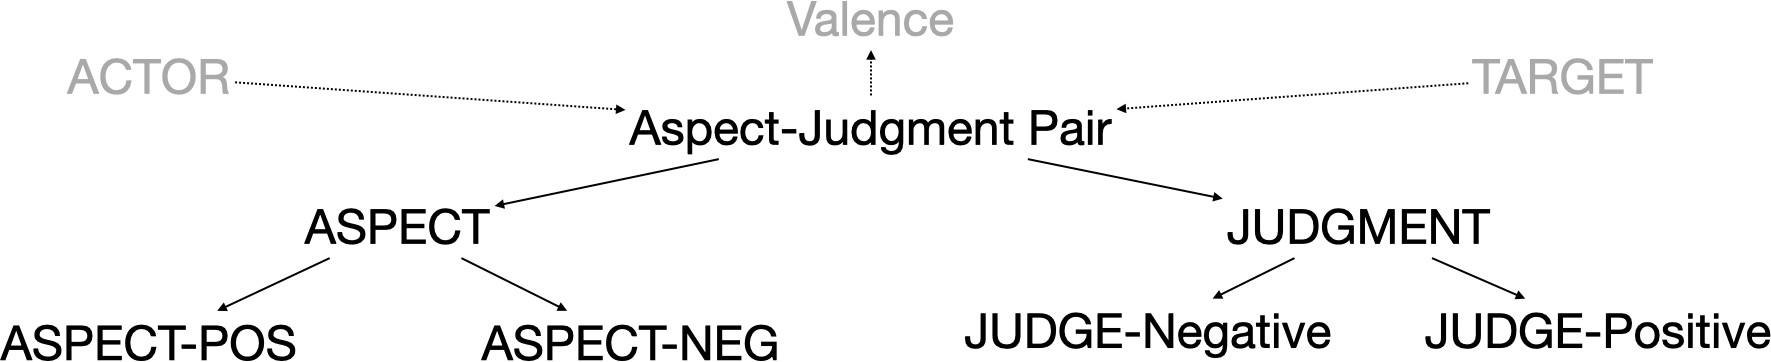 Valence
ACTOR
TARGET
Aspect-Judgment Pair
ASPECT
JUDGMENT
ASPECT-POS
ASPECT-NEG
JUDGE-Negative
JUDGE-Positive